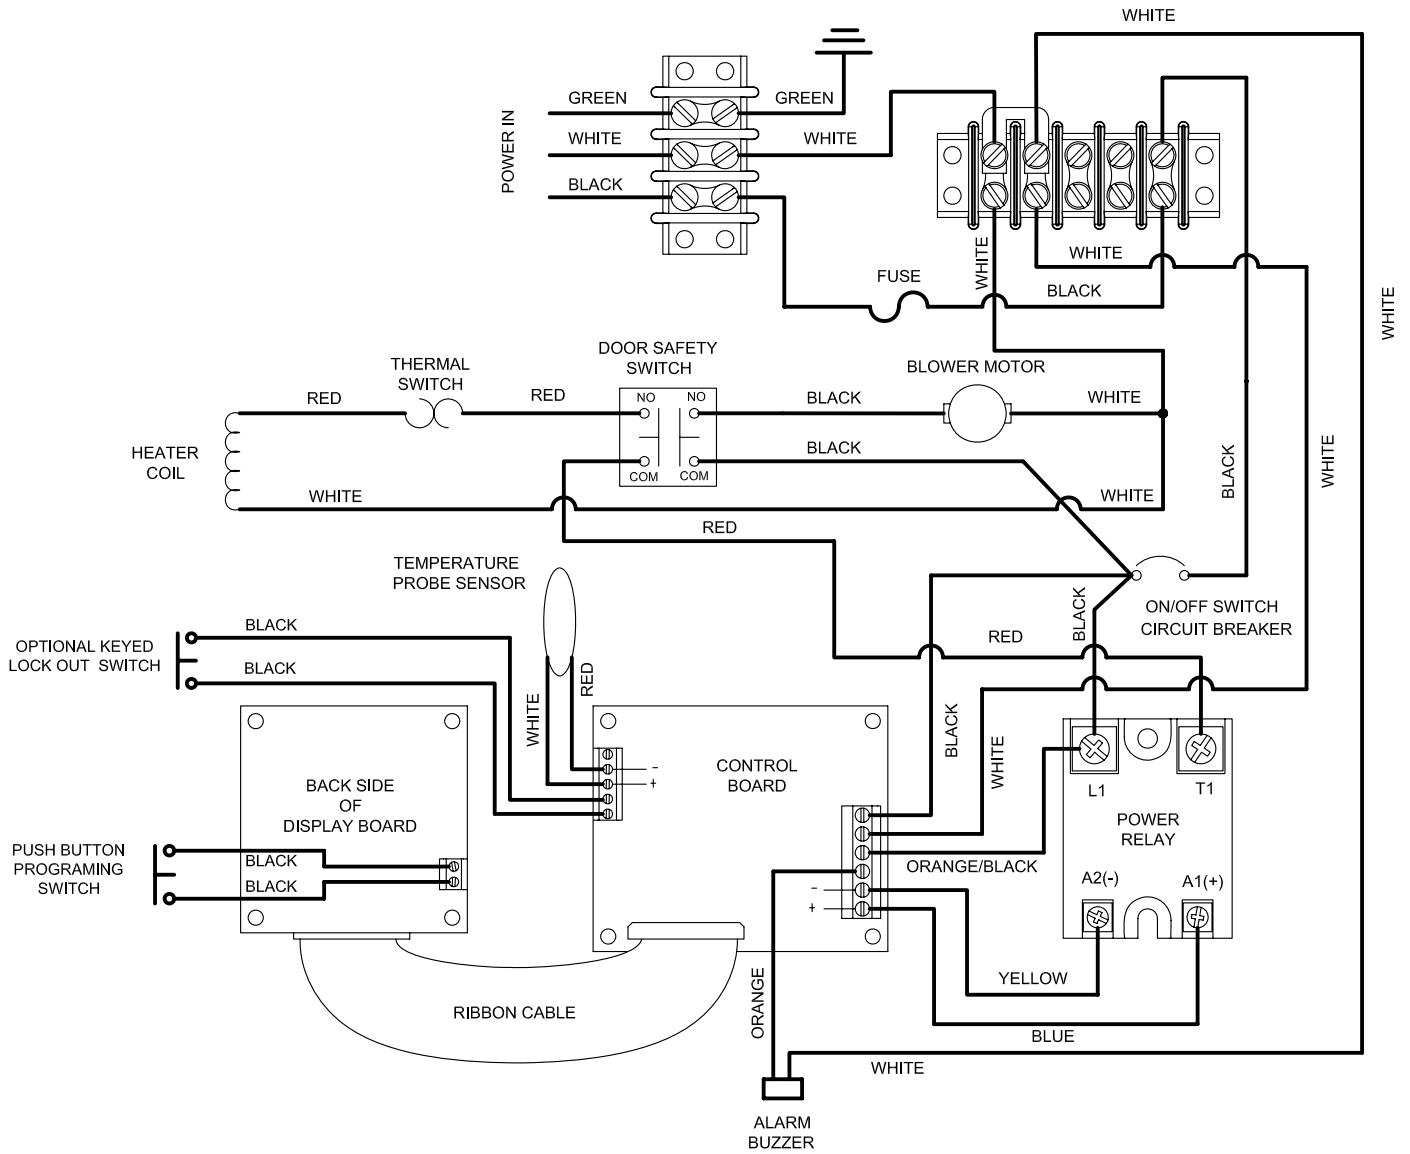 WHITE
POWER IN
GREEN
GREEN
WHITE
WHITE
BLACK
WHITE
WHITE
FUSE
BLACK
WHITE
DOOR SAFETY
SWITCH
THERMAL
SWITCH
BLOWER MOTOR
RED
RED
NO
NO
BLACK
WHITE
HEATER
COIL
BLACK
COM
COM
WHITE
WHITE
BLACK
WHITE
RED
TEMPERATURE
PROBE SENSOR
ON/OFF SWITCH
CIRCUIT BREAKER
BLACK
OPTIONAL KEYED
LOCK OUT SWITCH
BLACK
BLACK
RED
WHITE
RED
BLACK
WHITE
CONTROL
BOARD
-
+
BACK SIDE
OF
DISPLAY BOARD
L1
T1
POWER
RELAY
PUSH BUTTON
PROGRAMING
SWITCH
BLACK
BLACK
ORANGE/BLACK
A2(-)
A1(+)
-
+
ORANGE
YELLOW
RIBBON CABLE
BLUE
WHITE
ALARM
BUZZER